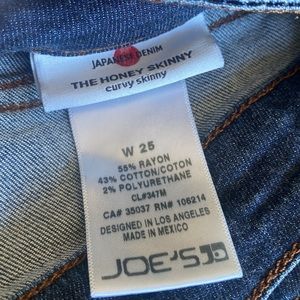 JAPANESE DENIM
THE HONEY SKINNY
curvy skinny
W 25
55% RAYON
43% COTTON/COTON
2% POLYURETHANE
CL#347M
CA# 35037 RN# 106214
DESIGNED IN LOS ANGELES
MADE IN MEXICO
JOE'S